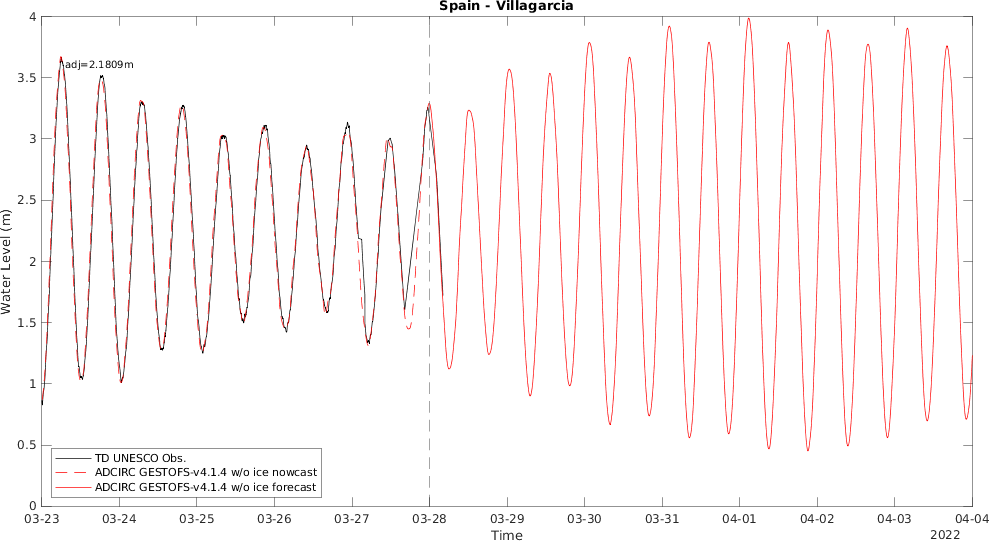 Spain - Villagarcia
4
3.5
3
2.5
2
1.5
1
0.5
0
Water Level (m)
adj=2.1809m
TD UNESCO Obs.
ADCIRC GESTOFS-v4.1.4 w/o ice nowcast
ADCIRC GESTOFS-v4.1.4 w/o ice forecast
03-23 03-24 03-25 03-26 03-27 03-28 03-29 03-30 03-31 04-01 04-02 04-03 04-04
Time
2022